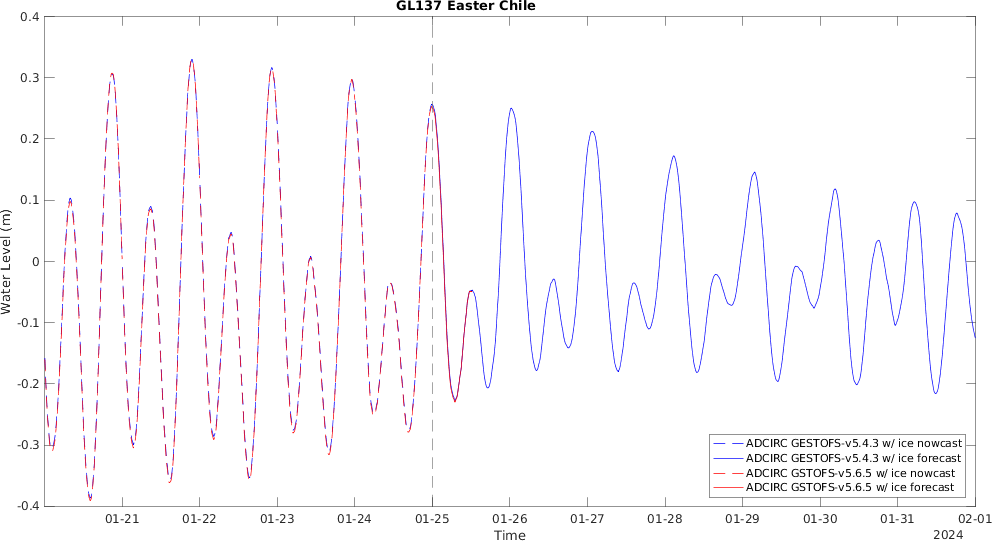 GL137 Easter Chile
Water Level (m)
0.4
0.3
0.2
0.1
0
-0.1
-0.2
-0.3
-0.4
ADCIRC GESTOFS-v5.4.3 w/ ice nowcast
ADCIRC GESTOFS-v5.4.3 w/ ice forecast
ADCIRC GSTOFS-v5.6.5 w/ ice nowcast
ADCIRC GSTOFS-v5.6.5 w/ ice forecast
01-21 01-22 01-23 01-24 01-25 01-26 01-27 01-28 01-29 01-30 01-31 02-01
Time
2024